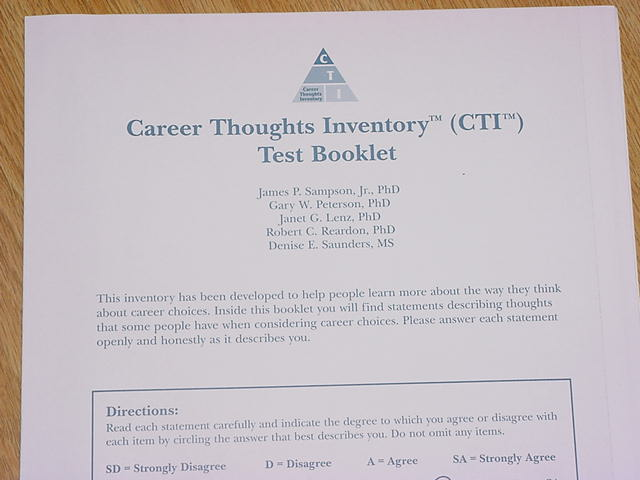 C
T
I
Career
Thoughts
Inventory
Career Thoughts Inventory™ (CTI™)
Test Booklet
James P. Sampson, Jr., PhD
Gary W. Peterson, PhD
Janet G. Lenz, PhD
Robert C. Reardon, PhD
Denise E. Saunders, MS
This inventory has been developed to help people learn more about the way they think
about career choices. Inside this booklet you will find statements describing thoughts
that some people have when considering career choices. Please answer each statement
openly and honestly as it describes you.
Directions:
Read each statement carefully and indicate the degree to which you agree or disagree with
each item by circling the answer that best describes you. Do not omit any items.
SD = Strongly Disagree D = Disagree A = Agree SA = Strongly Agree